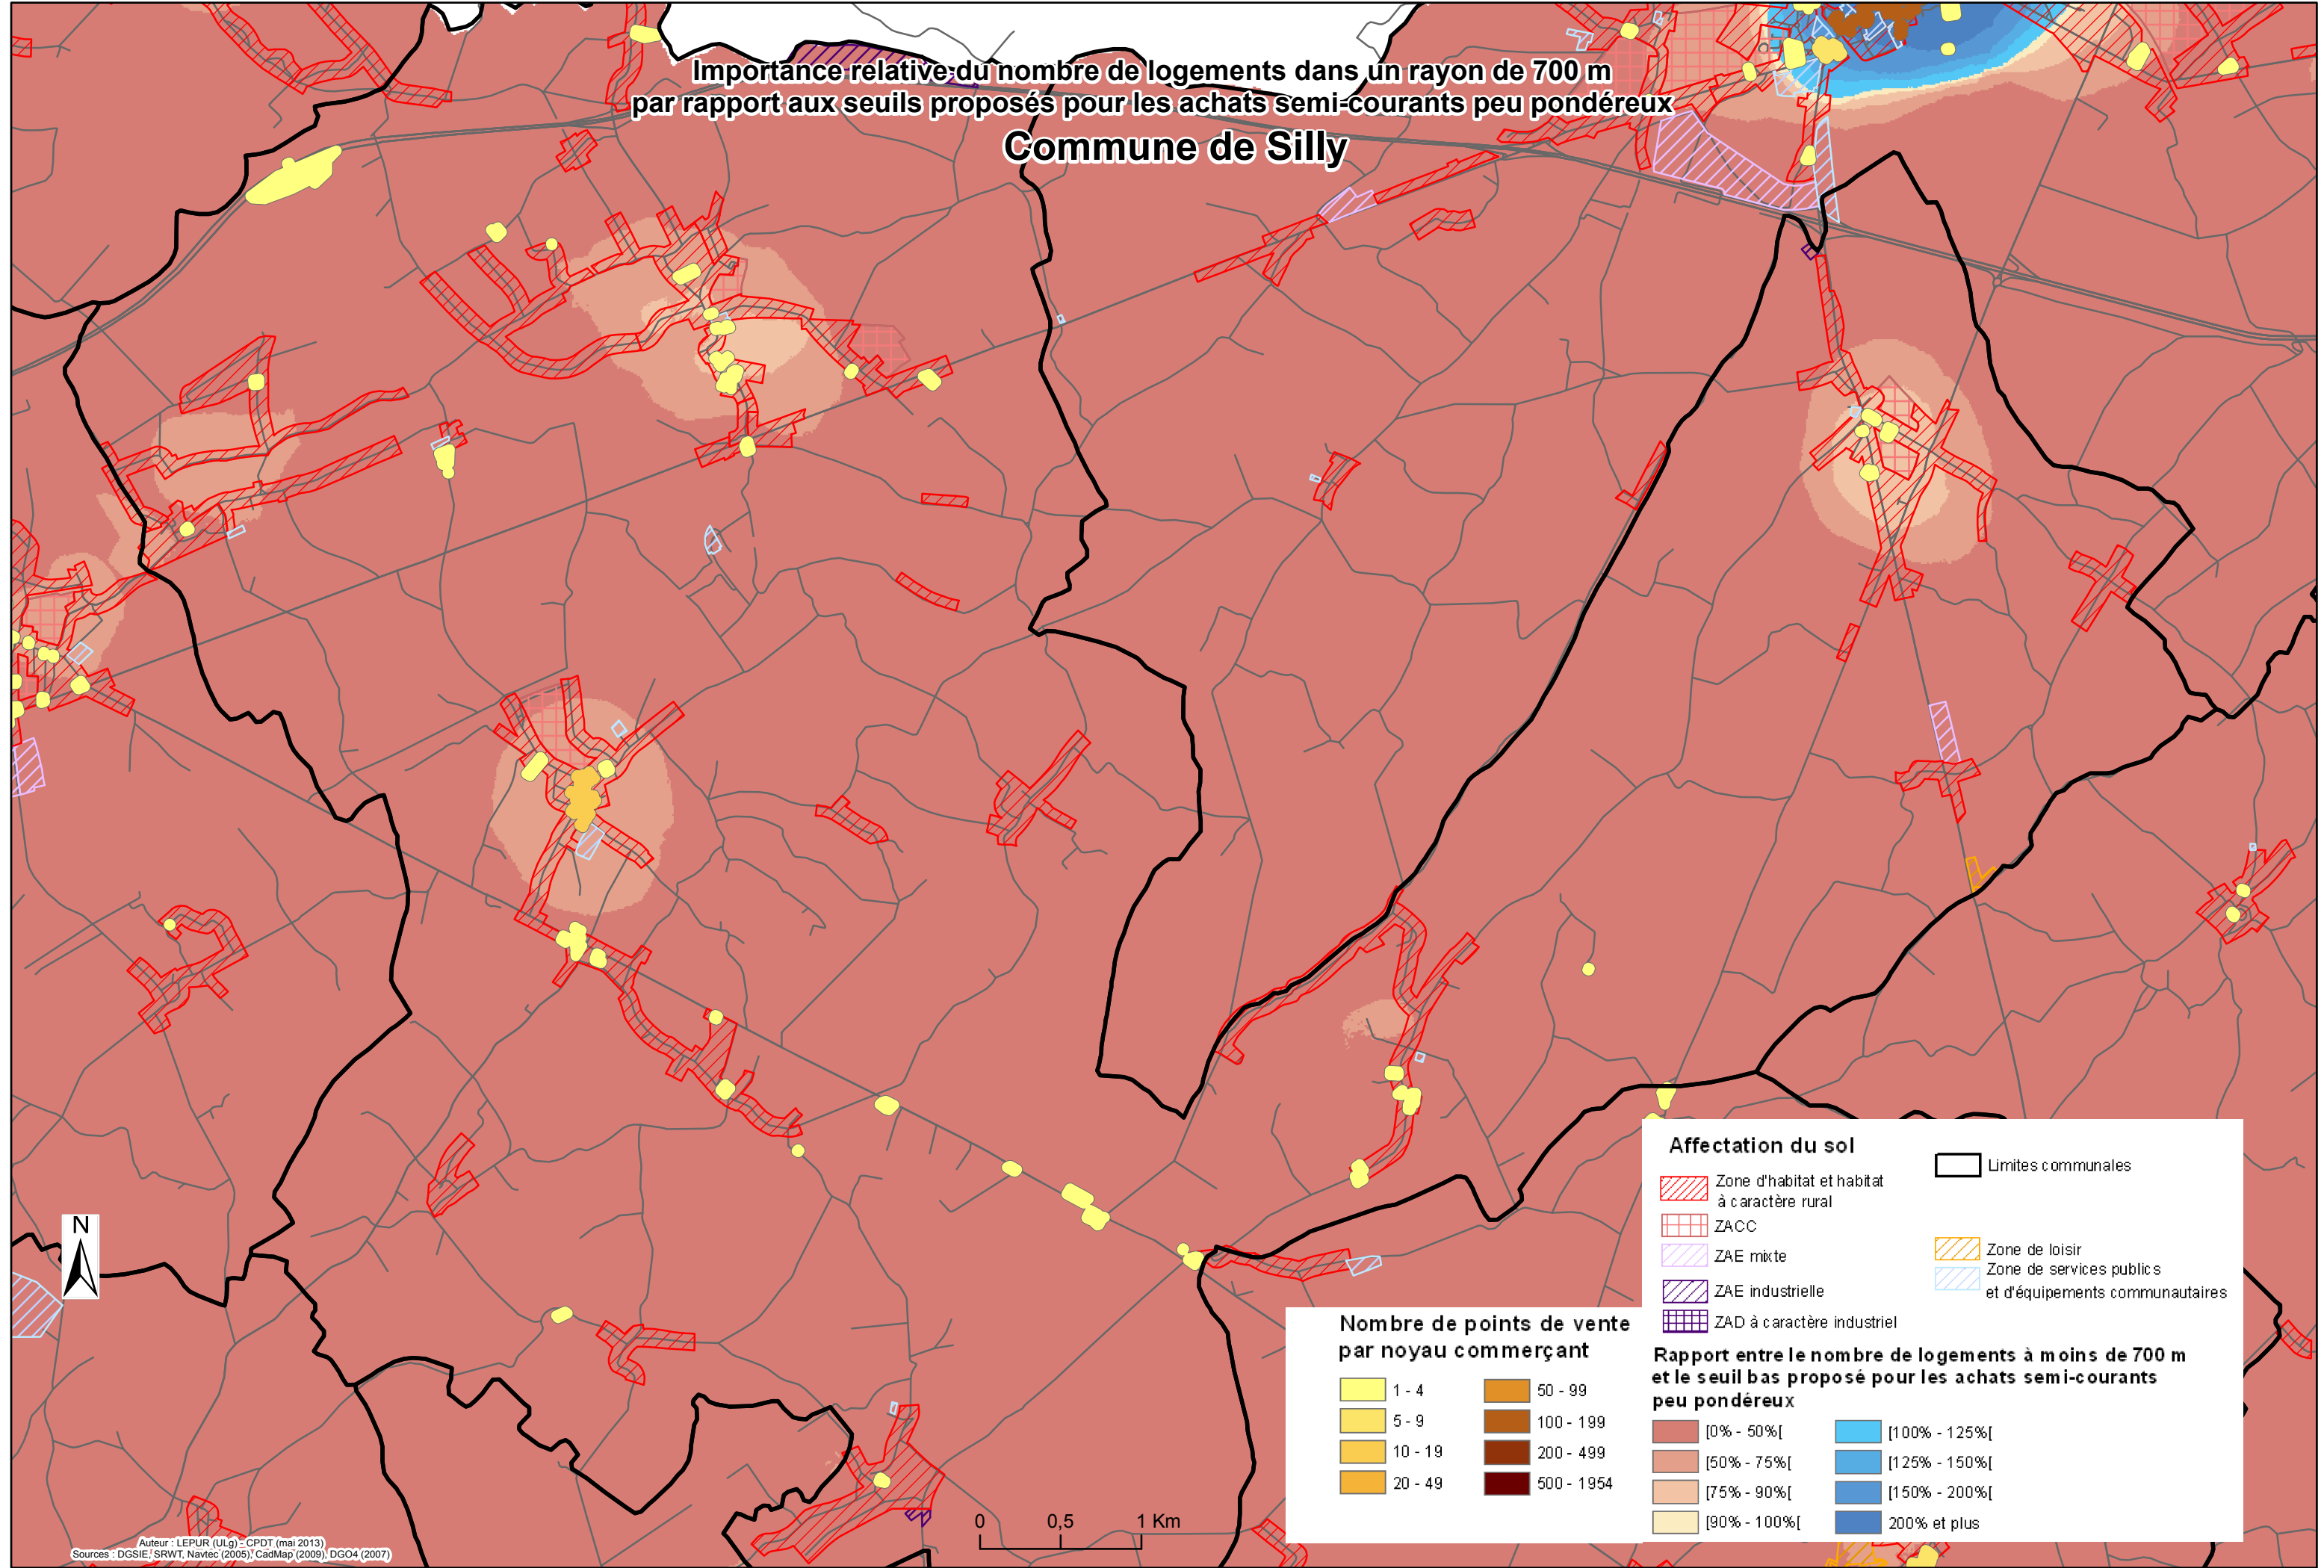 Importance relative du nombre de logements dans un rayon de 700 m
par rapport aux seuils proposés pour les achats semi-courants peu pondéreux
Commune de Silly
Affectation du sol
Zone d'habitat et habitat
à caractère rural
ZACC
ZAE mixte
ZAE industrielle
ZAD à caractère industriel
Limites communales
Zone de loisir
Zone de services publics
et d'équipements communautaires
Nombre de points de vente
par noyau commerçant
1 - 4
5 - 9
10 - 19
20 - 49
50 - 99
100 - 199
200 - 499
500 - 1954
Rapport entre le nombre de logements à moins de 700 m
et le seuil bas proposé pour les achats semi-courants
peu pondéreux
[0% - 50%[
[50% - 75%[
[75% - 90%[
[90% - 100%[
[100% - 125%[
[125% - 150%[
[150% - 200%[
200% et plus
N
0 0,5 1 Km
Auteur : LEPUR (ULg) - CPDT (mai 2013)
Sources : DGSIE, SRWT, Navtec (2005), CadMap (2009), DGO4 (2007)